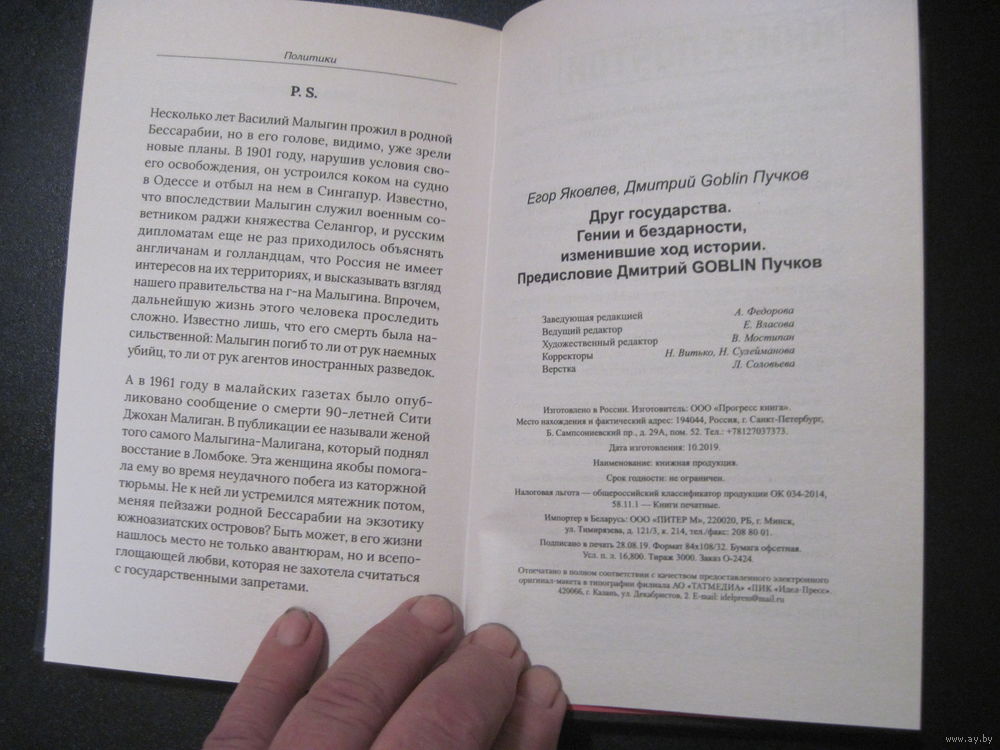 Политики
P. S.
Несколько лет Василий Малыгин прожил в родной
Бессарабии, но в его голове, видимо, уже зрели
новые планы. В 1901 году, нарушив условия сво-
его освобождения, он устроился коком на судно
в Одессе и отбыл на нем в Сингапур. Известно,
что впоследствии Малыгин служил военным со-
ветником раджи княжества Селангор, и русским
дипломатам еще не раз приходилось объяснять
англичанам и голландцам, что Россия не имеет
интересов на их территориях, и высказывать взгляд
нашего правительства на г-на Малыгина. Впрочем,
дальнейшую жизнь этого человека проследить
сложно. Известно лишь, что его смерть была на-
сильственной: Малыгин погиб то ли от рук наемных
убийц, то ли от рук агентов иностранных разведок.
А в 1961 году в малайских газетах было опуб-
ликовано сообщение о смерти 90-летней Сити
Джохан Малиган. В публикации ее называли женой
того самого Малыгина-Малигана, который поднял
восстание в Ломбоке. Эта женщина якобы помога-
ла ему во время неудачного побега из каторжной
тюрьмы. Не к ней ли устремился мятежник потом,
меняя пейзажи родной Бессарабии на экзотику
южноазиатских островов? Быть может, в его жизни
нашлось место не только авантюрам, но и всепо-
глощающей любви, которая не захотела считаться
с государственными запретами.
Егор Яковлев, Дмитрий Goblin Пучков
Друг государства.
Гении и бездарности,
изменившие ход истории.
Предисловие Дмитрий GOBLIN Пучков
Заведующая редакцией А. Федорова
Ведущий редактор Е. Власова
Художественный редактор В. Мостипан
Корректоры Н. Витько, Н. Сулейманова
Верстка Л. Соловьева
Изготовлено в России. Изготовитель: ООО «Прогресс книга».
Место нахождения и фактический адрес: 194044, Россия, г. Санкт-Петербург,
Б. Сампсониевский пр., д. 29А, пом. 52. Тел.: +78127037373.
Дата изготовления: 10.2019.
Наименование: книжная продукция.
Срок годности: не ограничен.
Налоговая льгота — общероссийский классификатор продукции ОК 034-2014,
58.11.1 — Книги печатные.
Импортер в Беларусь: ООО «ПИТЕР М», 220020, РБ, г. Минск,
ул. Тимирязева, д. 121/3, к. 214, тел./факс: 208 80 01.
Подписано в печать 28.08.19. Формат 84х108/32. Бумага офсетная.
Усл. п. л. 16,800. Тираж 3000. Заказ О-2424.
Отпечатано в полном соответствии с качеством предоставленного электронного
оригинал-макета в типографии филиала АО «ТАТМЕДИА» «ПИК «Идел-Пресс».
420066, г. Казань, ул. Декабристов, 2. E-mail: idelpress@mail.ru
www.ay.by